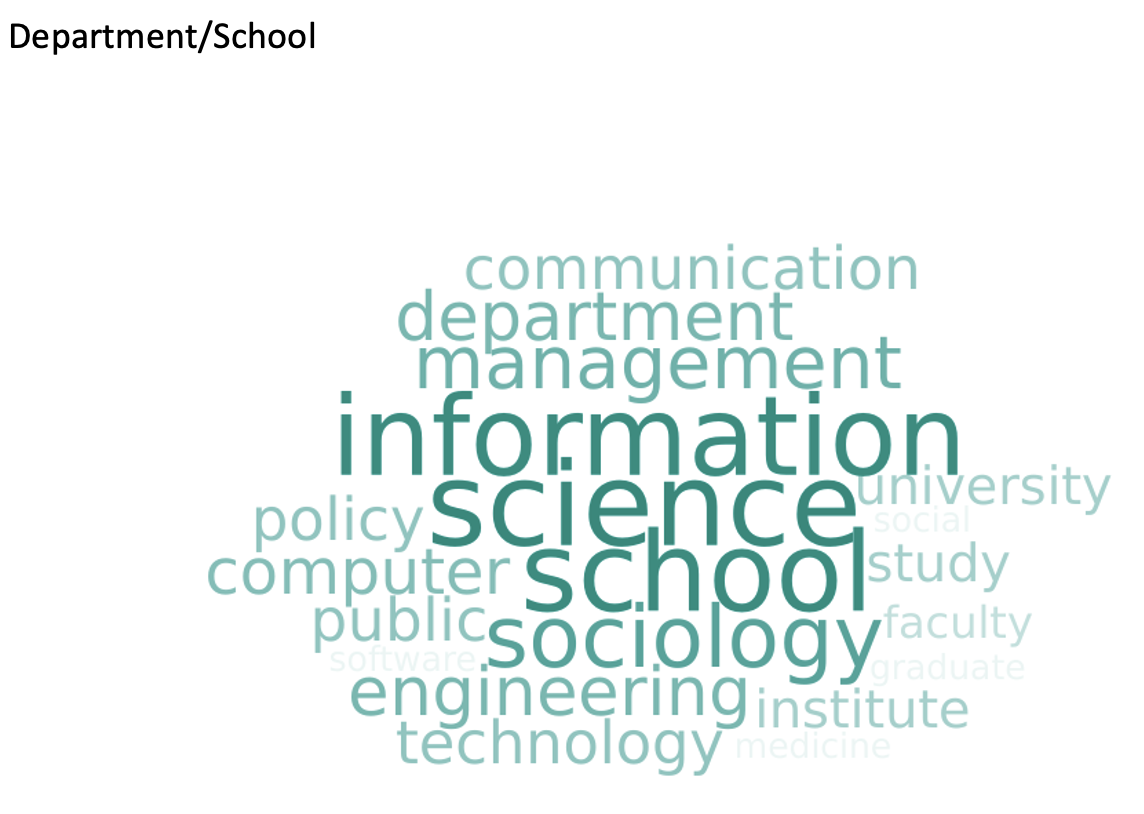 Department/School
communication
department
management
information
science
university
policy
social
school
study
computer
public
sociology
faculty
software
graduate
engineering
institute
technology
medicine